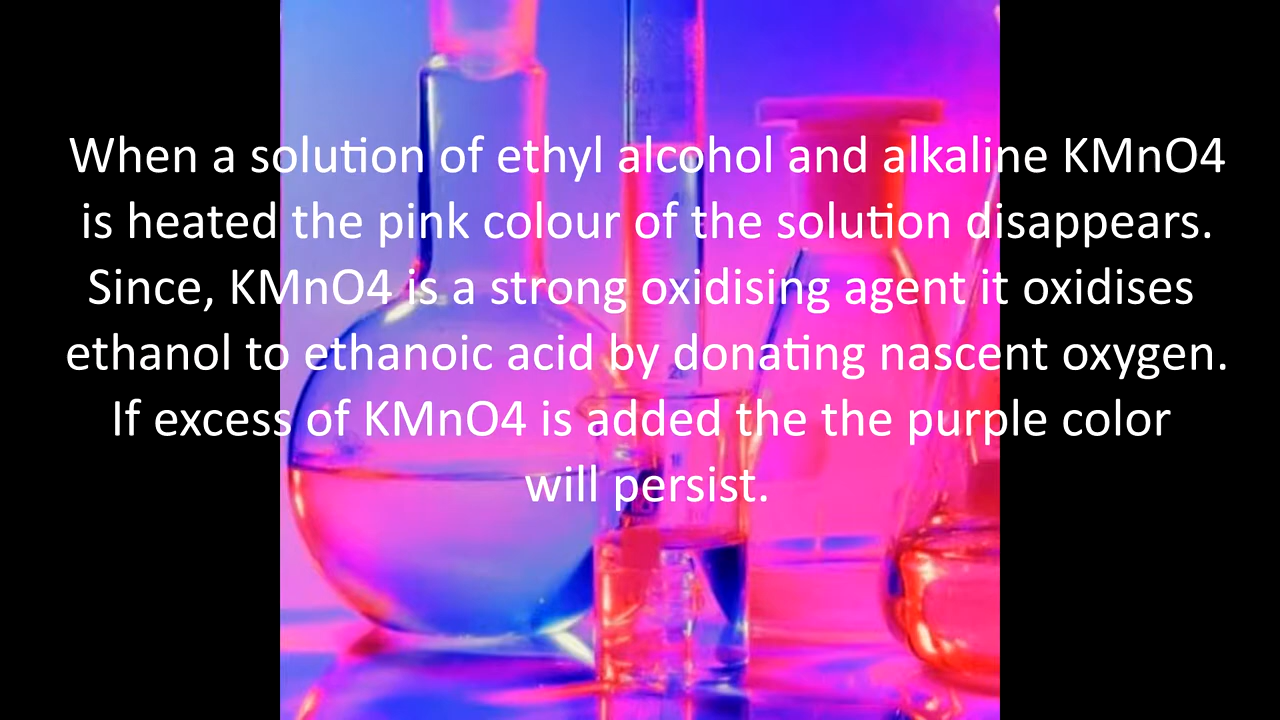 When a solution of ethyl alcohol and alkaline KMnO4
is heated the pink colour of the solution disappears.
Since, KMnO4 is a strong oxidising agent it oxidises
ethanol to ethanoic acid by donating nascent oxygen.
If excess of KMnO4 is added the the purple color
will persist.